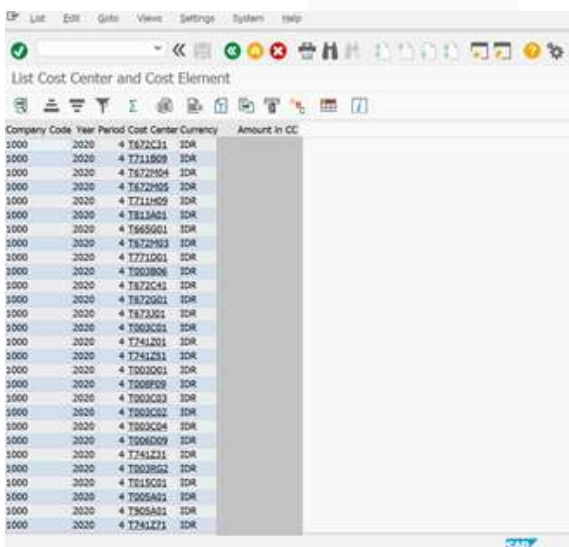 List Edit Goto Views Settings System Help
List Cost Center and Cost Element
Company Code Year Period Cost Center Currency Amount in CC
1000 2020 4 T672C31 IDR
1000 2020 4 T711B09 IDR
1000 2020 4 T672M04 IDR
1000 2020 4 T672M05 IDR
1000 2020 4 T711H09 IDR
1000 2020 4 T813A01 IDR
1000 2020 4 T665G01 IDR
1000 2020 4 T672M03 IDR
1000 2020 4 T771D01 IDR
1000 2020 4 T003B06 IDR
1000 2020 4 T672C41 IDR
1000 2020 4 T672G01 IDR
1000 2020 4 T673J01 IDR
1000 2020 4 T003C01 IDR
1000 2020 4 T741Z01 IDR
1000 2020 4 T741Z51 IDR
1000 2020 4 T003D01 IDR
1000 2020 4 T008F09 IDR
1000 2020 4 T003C03 IDR
1000 2020 4 T003C02 IDR
1000 2020 4 T003C04 IDR
1000 2020 4 T006D09 IDR
1000 2020 4 T741Z31 IDR
1000 2020 4 T003RG2 IDR
1000 2020 4 T015C01 IDR
1000 2020 4 T005A01 IDR
1000 2020 4 T905A01 IDR
1000 2020 4 T741Z71 IDR
SAP